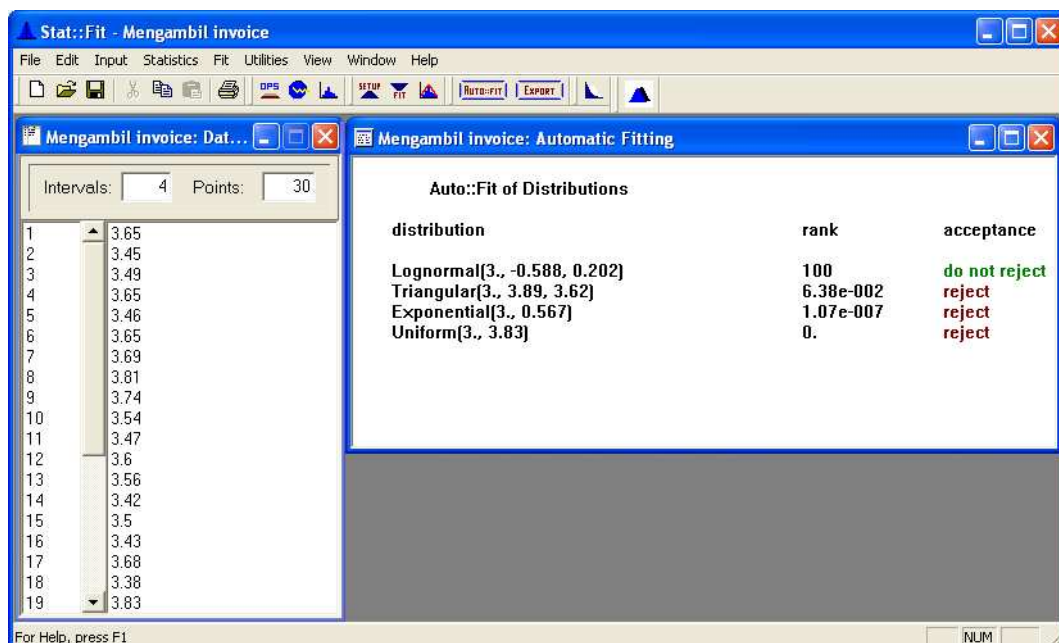 Stat::Fit - Mengambil invoice
File Edit Input Statistics Fit Utilities View Window Help
DPS SETUP FIT AUTO::FIT EXPORT
Mengambil invoice: Dat...
Intervals: 4 Points: 30
1 3.65
2 3.45
3 3.49
4 3.65
5 3.46
6 3.65
7 3.69
8 3.81
9 3.74
10 3.54
11 3.47
12 3.6
13 3.56
14 3.42
15 3.5
16 3.43
17 3.68
18 3.38
19 3.83
Mengambil invoice: Automatic Fitting
Auto::Fit of Distributions
distribution rank acceptance
Lognormal(3., -0.588, 0.202) 100 do not reject
Triangular(3., 3.89, 3.62) 6.38e-002 reject
Exponential(3., 0.567) 1.07e-007 reject
Uniform(3., 3.83) 0. reject
For Help, press F1 NUM